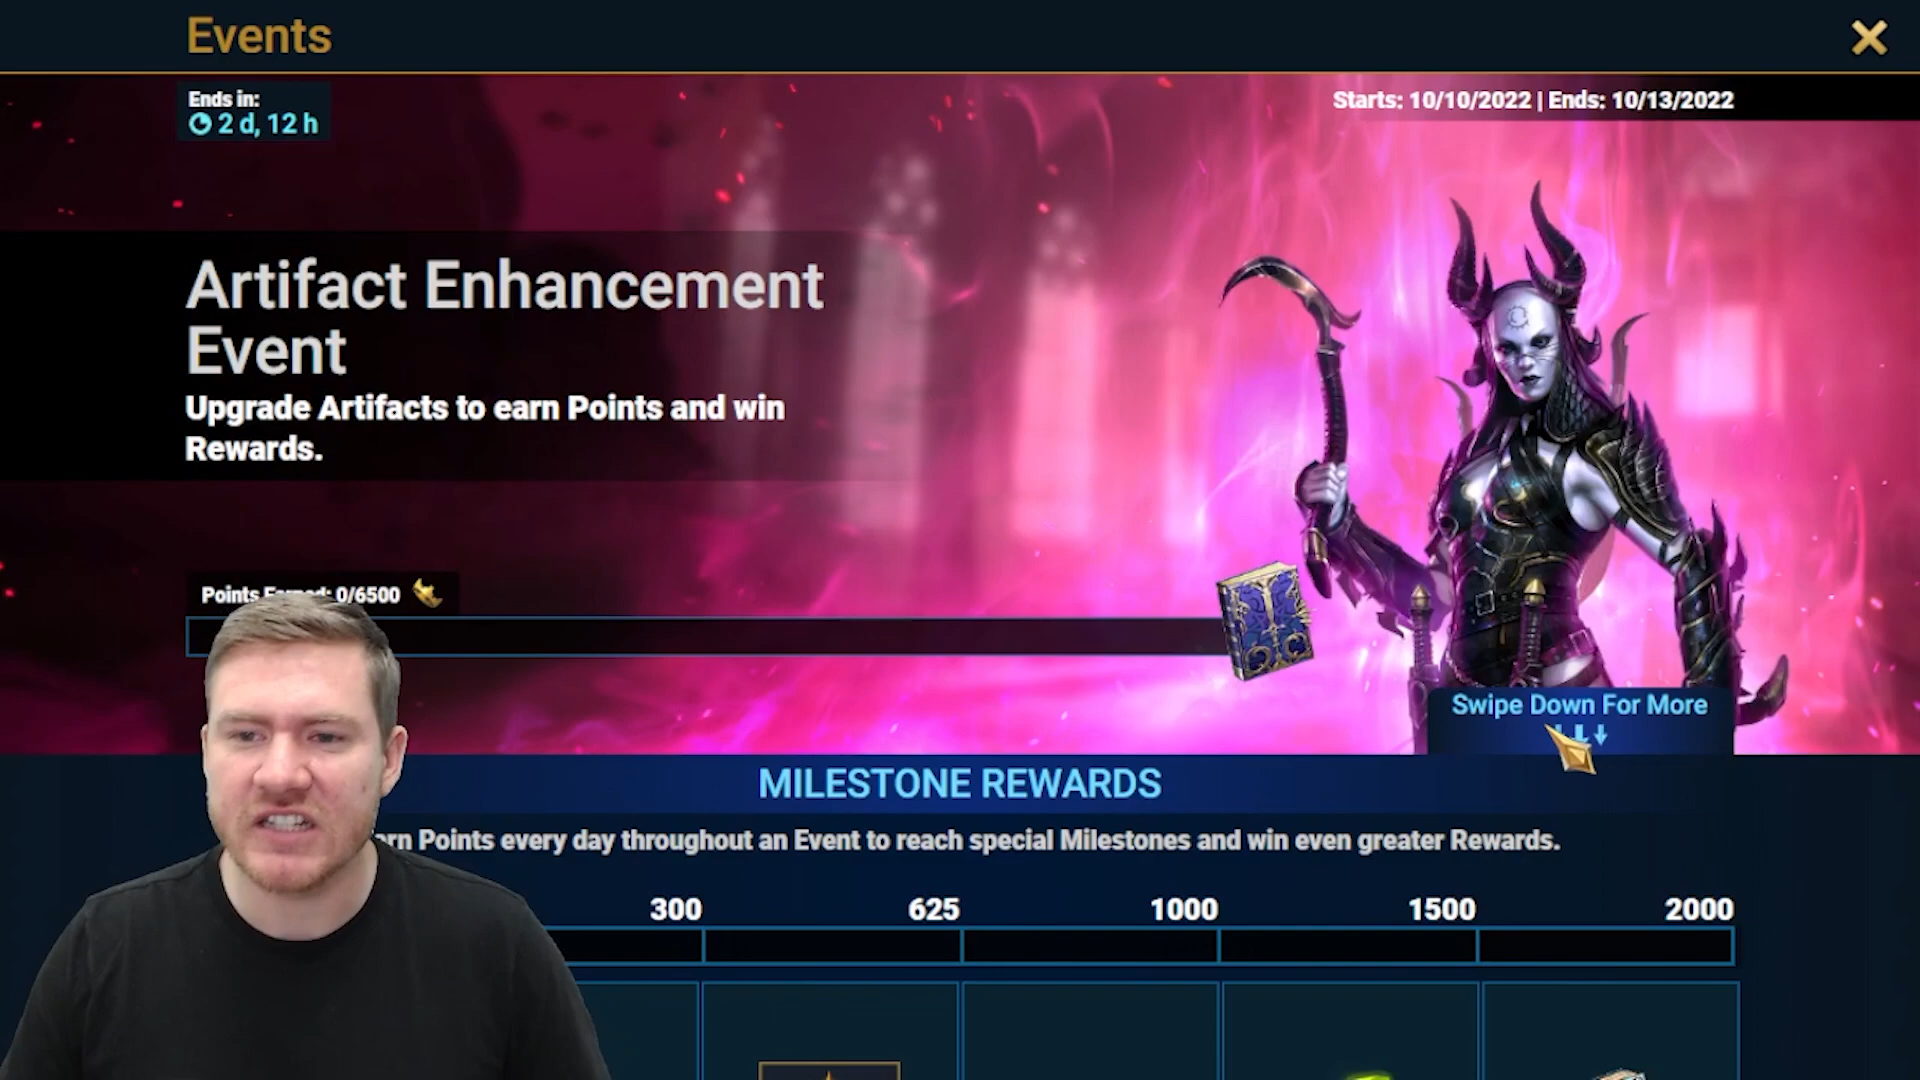 Events
Ends in:
2 d, 12 h
Starts: 10/10/2022 | Ends: 10/13/2022
Artifact Enhancement
Event
Upgrade Artifacts to earn Points and win
Rewards.
Points 0/6500
Swipe Down For More
MILESTONE REWARDS
Points every day throughout an Event to reach special Milestones and win even greater Rewards.
300 625 1000 1500 2000